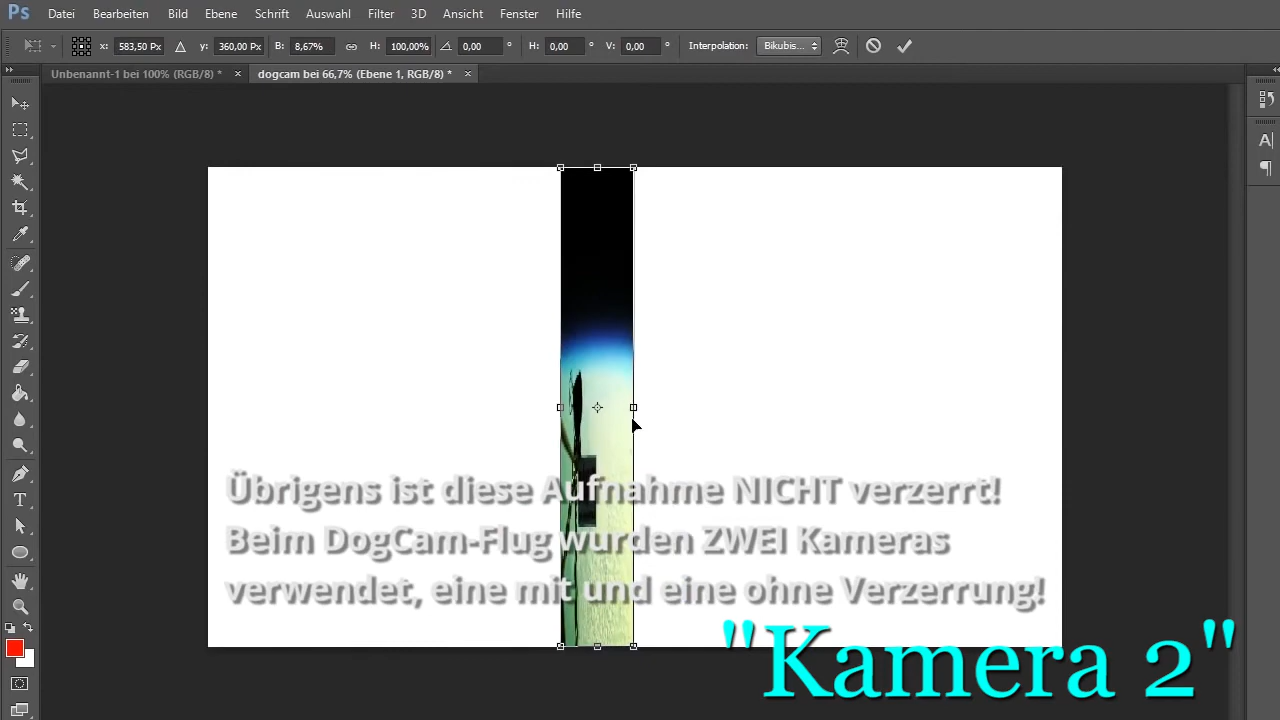 Ps Datei Bearbeiten Bild Ebene Schrift Auswahl Filter 3D Ansicht Fenster Hilfe
x: 583,50 Px y: 360,00 Px B: 8,67% H: 100,00% 0,00 ° H: 0,00 ° V: 0,00 ° Interpolation: Bikubis...
Unbenannt-1 bei 100% (RGB/8) * × dogcam bei 66,7% (Ebene 1, RGB/8) * ×
Übrigens ist diese Aufnahme NICHT verzerrt!
Beim DogCam-Flug wurden ZWEI Kameras
verwendet, eine mit und eine ohne Verzerrung!
"Kamera 2"